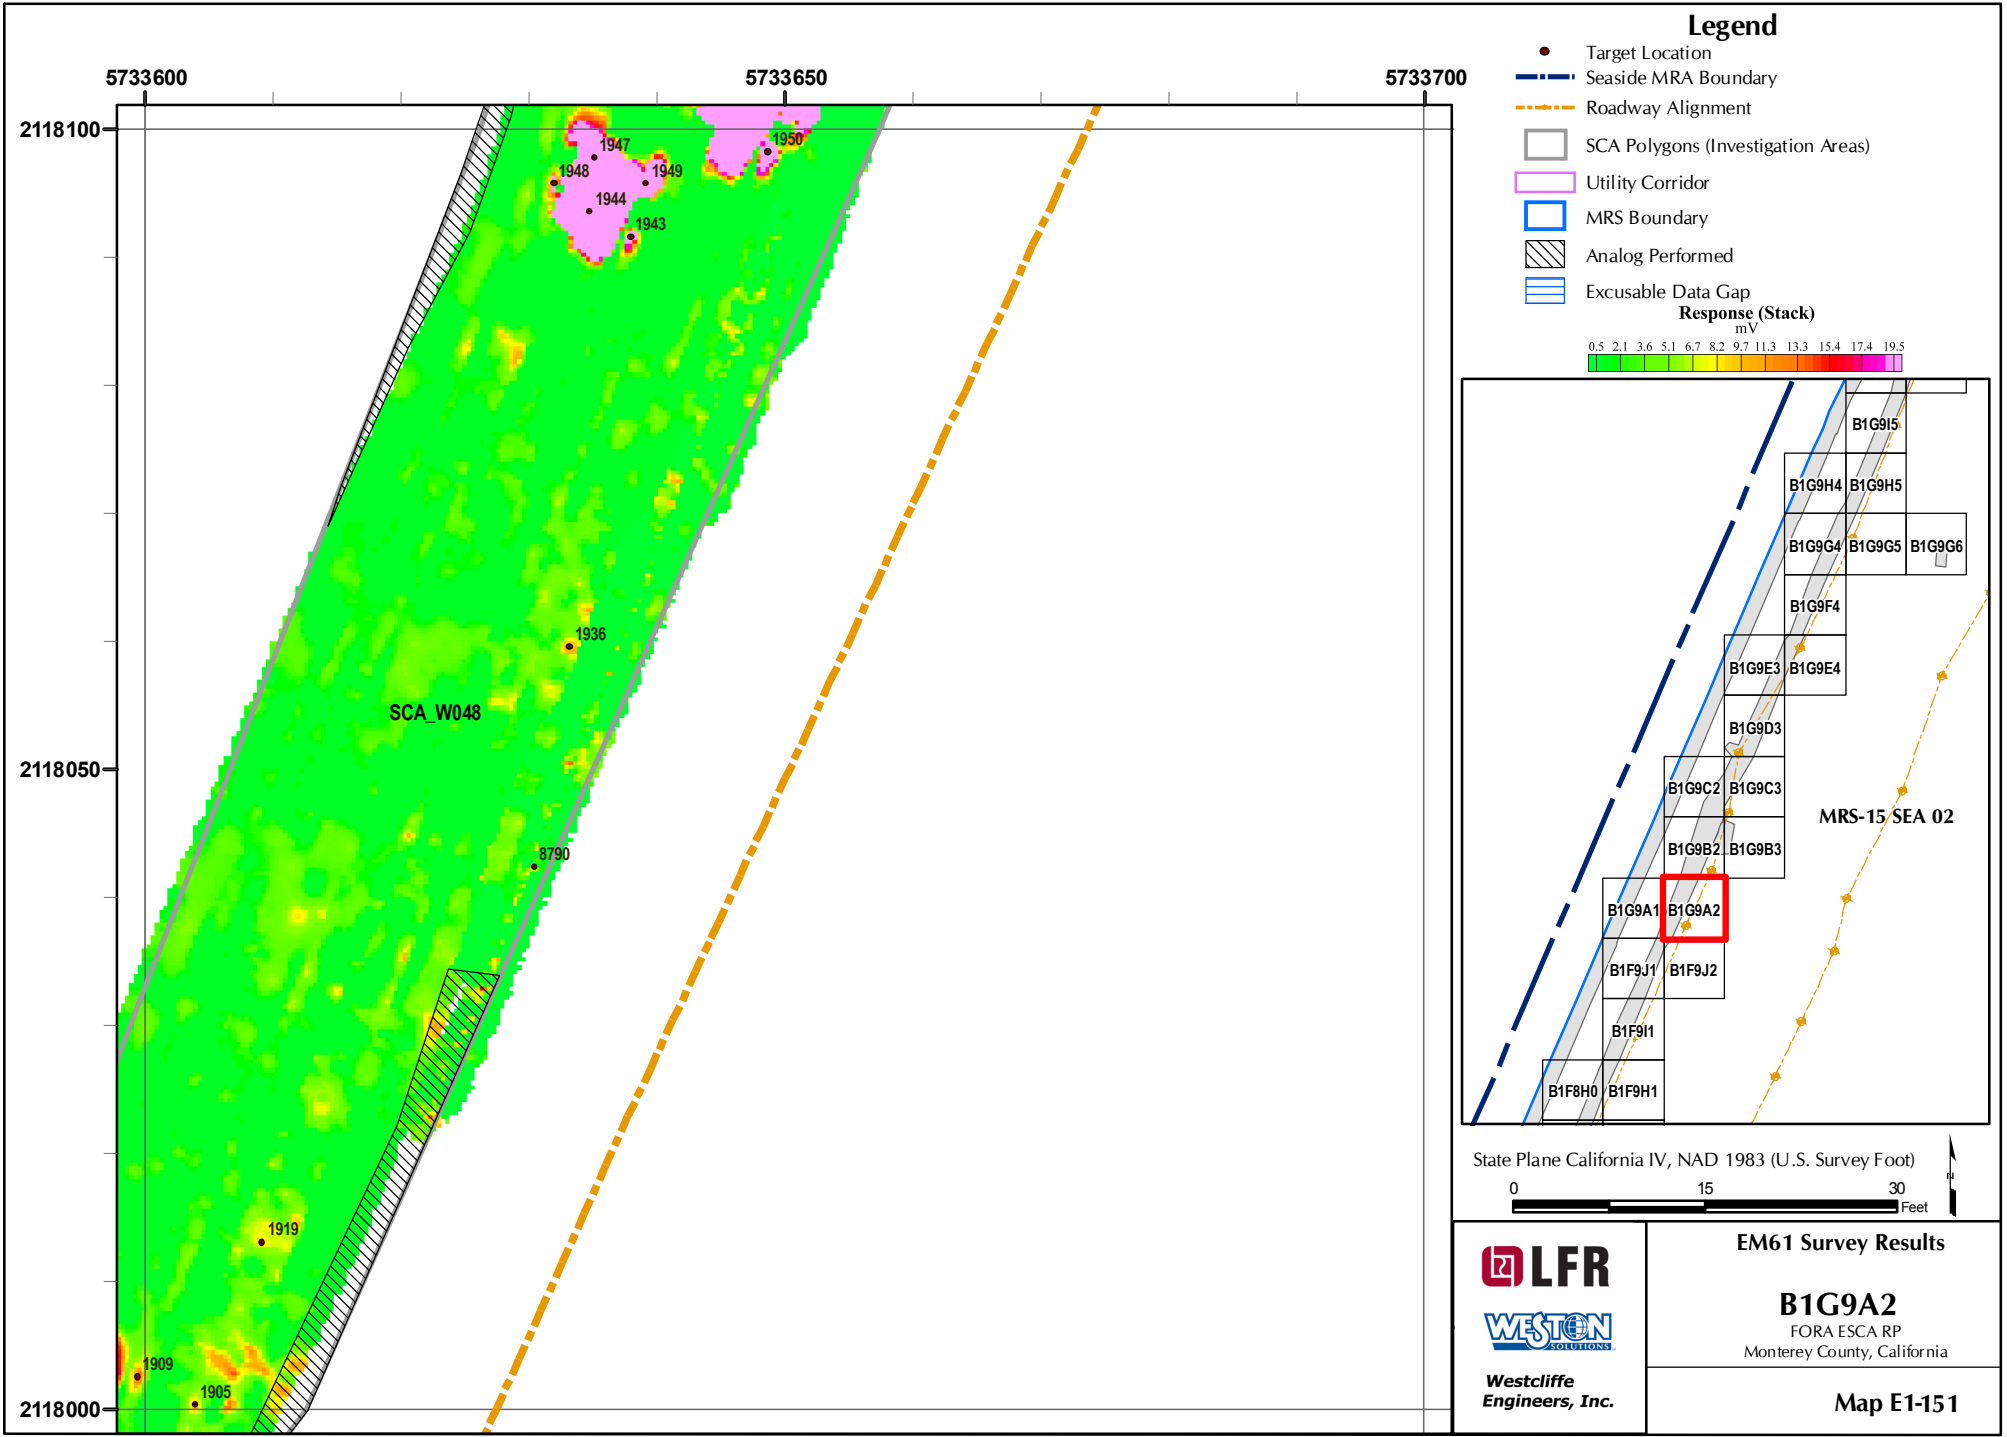 5733600
5733650
5733700
2118100
2118050
2118000
1947
1950
1948
1949
1944
1943
1936
SCA_W048
8790
1919
1909
1905
Legend
Target Location
Seaside MRA Boundary
Roadway Alignment
SCA Polygons (Investigation Areas)
Utility Corridor
MRS Boundary
Analog Performed
Excusable Data Gap
Response (Stack)
mV
0.5 2.1 3.6 5.1 6.7 8.2 9.7 11.3 13.3 15.4 17.4 19.5
B1G9I5
B1G9H4 B1G9H5
B1G9G4 B1G9G5 B1G9G6
B1G9F4
B1G9E3 B1G9E4
B1G9D3
B1G9C2 B1G9C3
MRS-15 SEA 02
B1G9B2 B1G9B3
B1G9A1 B1G9A2
B1F9J1 B1F9J2
B1F9I1
B1F8H0 B1F9H1
State Plane California IV, NAD 1983 (U.S. Survey Foot)
0 15 30
Feet
N
LFR
WESTON
SOLUTIONS
Westcliffe
Engineers, Inc.
EM61 Survey Results
B1G9A2
FORA ESCA RP
Monterey County, California
Map E1-151